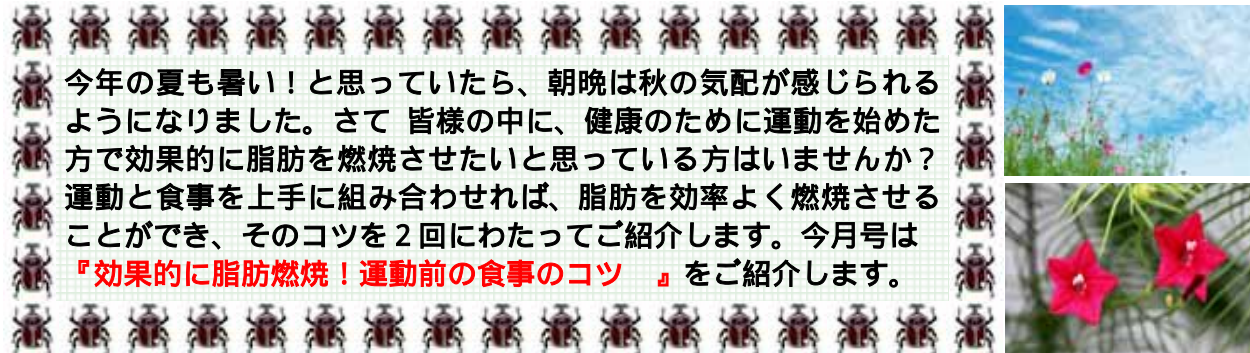 今年の夏も暑い！と思っていたら、朝晩は秋の気配が感じられる
ようになりました。さて 皆様の中に、健康のために運動を始めた
方で効果的に脂肪を燃焼させたいと思っている方はいませんか？
運動と食事を上手に組み合わせれば、脂肪を効率よく燃焼させる
ことができ、そのコツを２回にわたってご紹介します。今月号は
『効果的に脂肪燃焼！運動前の食事のコツ　』をご紹介します。